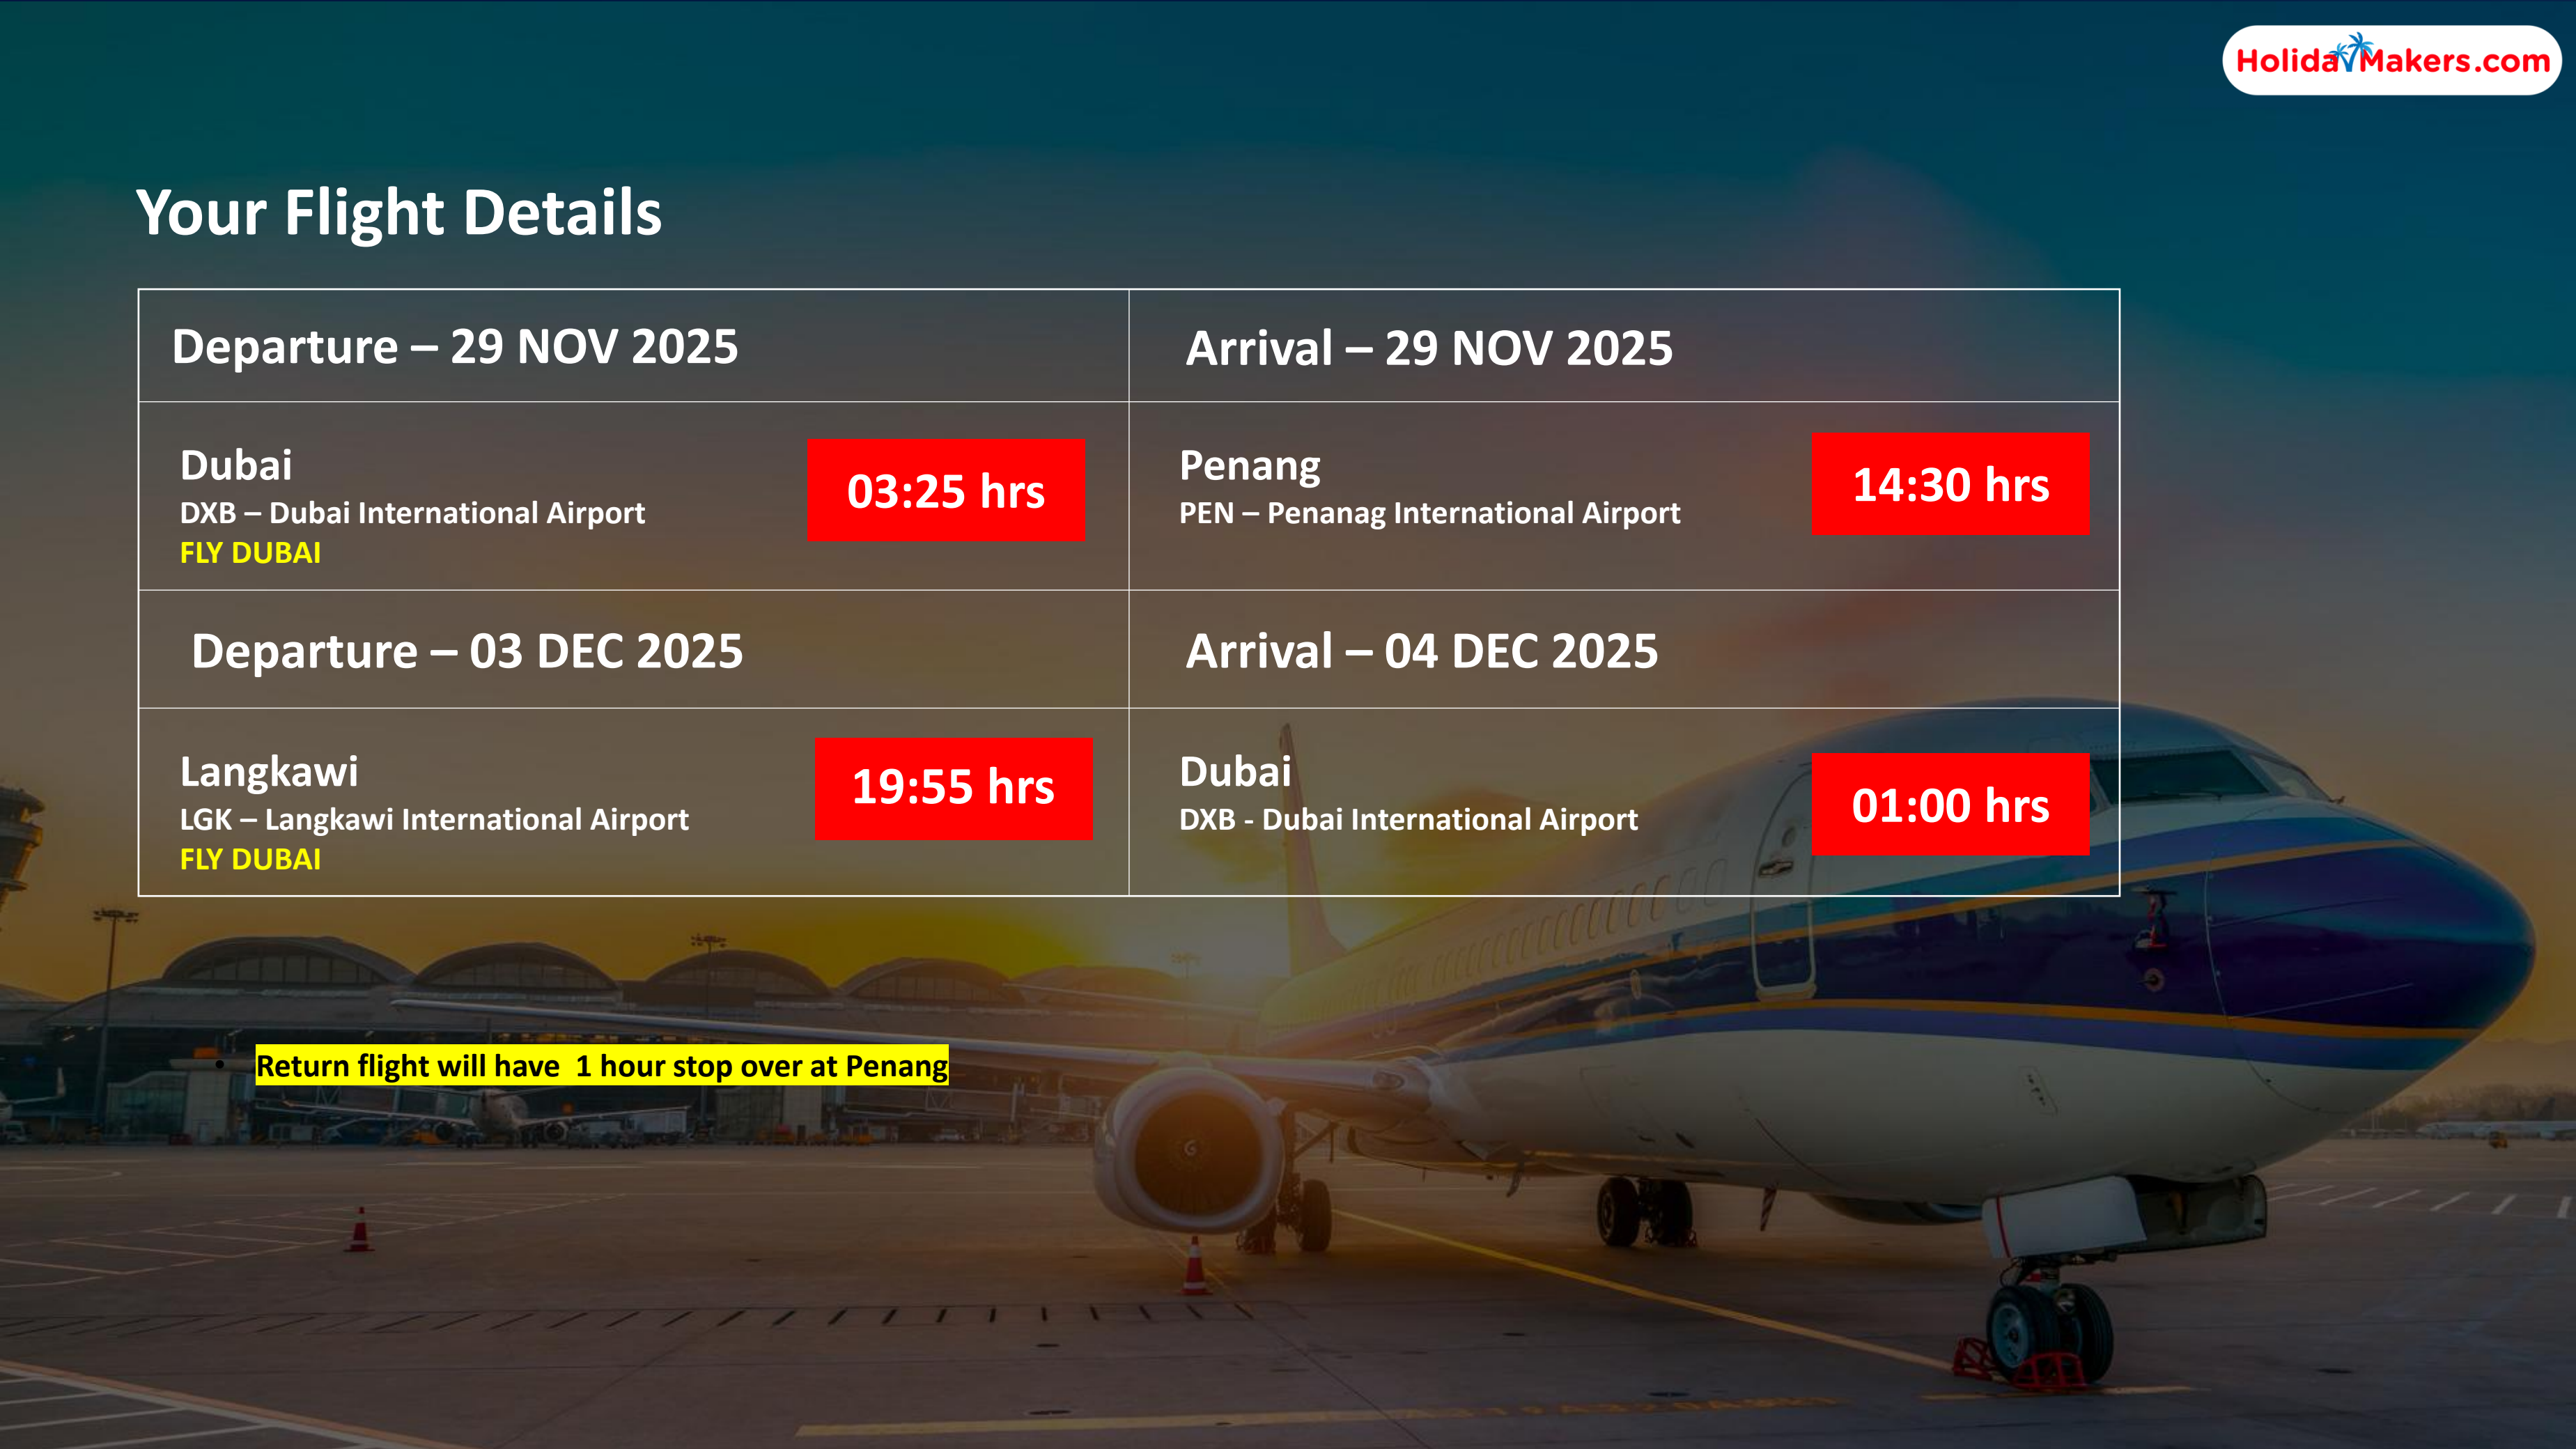 HolidayMakers.com
Your Flight Details
Departure – 29 NOV 2025
Arrival – 29 NOV 2025
Dubai
DXB – Dubai International Airport
FLY DUBAI
03:25 hrs
Penang
PEN – Penanag International Airport
14:30 hrs
Departure – 03 DEC 2025
Arrival – 04 DEC 2025
Langkawi
LGK – Langkawi International Airport
FLY DUBAI
19:55 hrs
Dubai
DXB - Dubai International Airport
01:00 hrs
• Return flight will have  1 hour stop over at Penang